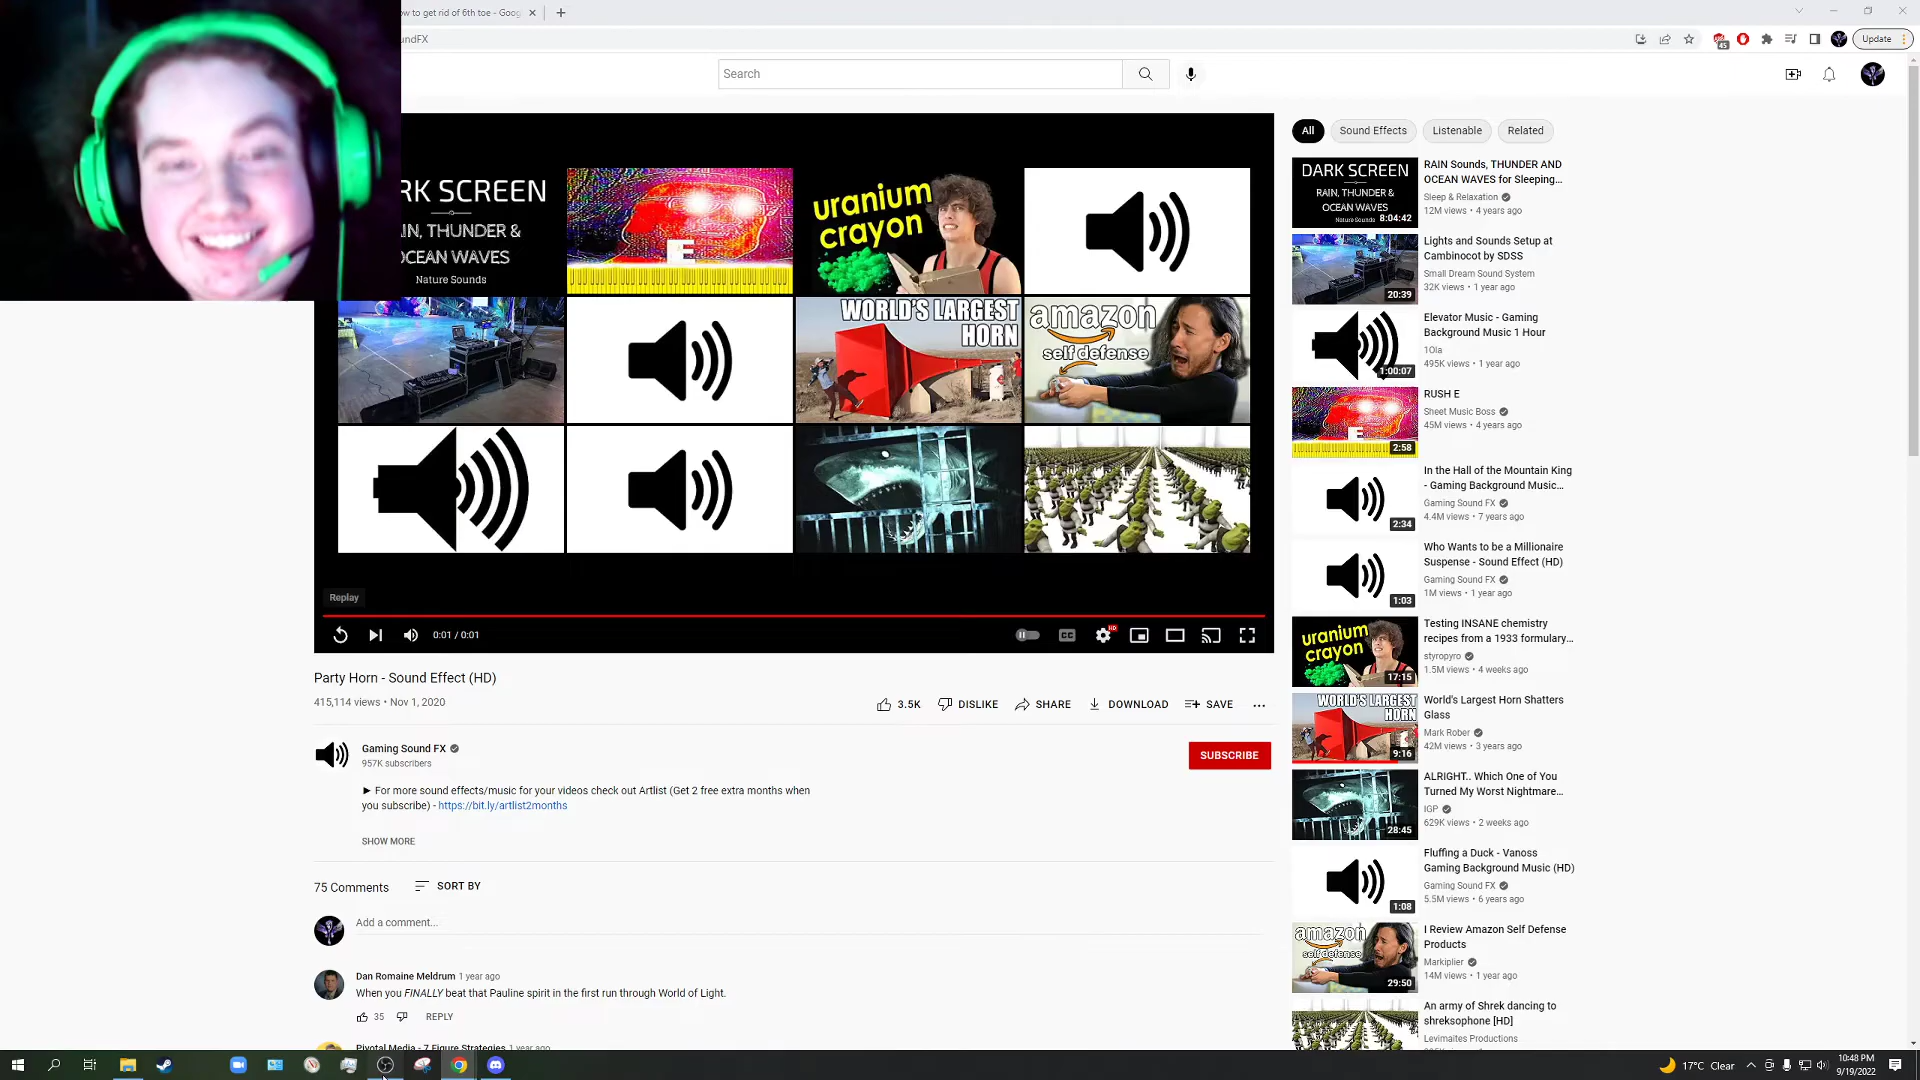 ow to get rid of 6th toe - Goog
undFX
45
Update
Search
RK SCREEN
IN, THUNDER &
CEAN WAVES
Nature Sounds
E
uranium
crayon
WORLD'S LARGEST
HORN
amazon
self defense
Replay
0:01 / 0:01
CC
HD
Party Horn - Sound Effect (HD)
415,114 views • Nov 1, 2020
3.5K
DISLIKE
SHARE
DOWNLOAD
SAVE
Gaming Sound FX
957K subscribers
SUBSCRIBE
► For more sound effects/music for your videos check out Artlist (Get 2 free extra months when
you subscribe) - https://bit.ly/artlist2months
SHOW MORE
75 Comments
SORT BY
Add a comment...
Dan Romaine Meldrum 1 year ago
When you FINALLY beat that Pauline spirit in the first run through World of Light.
35
REPLY
Pivotal Media - 7 Figure Strategies 1 year ago
All
Sound Effects
Listenable
Related
DARK SCREEN
RAIN, THUNDER &
OCEAN WAVES
Nature Sounds
8:04:42
RAIN Sounds, THUNDER AND
OCEAN WAVES for Sleeping...
Sleep & Relaxation
12M views • 4 years ago
20:39
Lights and Sounds Setup at
Cambinocot by SDSS
Small Dream Sound System
32K views • 1 year ago
1:00:07
Elevator Music - Gaming
Background Music 1 Hour
1Ola
495K views • 1 year ago
E
2:58
RUSH E
Sheet Music Boss
45M views • 4 years ago
2:34
In the Hall of the Mountain King
- Gaming Background Music...
Gaming Sound FX
4.4M views • 7 years ago
1:03
Who Wants to be a Millionaire
Suspense - Sound Effect (HD)
Gaming Sound FX
1M views • 1 year ago
uranium
crayon
17:15
Testing INSANE chemistry
recipes from a 1933 formulary...
styropyro
1.5M views • 4 weeks ago
WORLD'S LARGEST
HORN
9:16
World's Largest Horn Shatters
Glass
Mark Rober
42M views • 3 years ago
28:45
ALRIGHT.. Which One of You
Turned My Worst Nightmare...
IGP
629K views • 2 weeks ago
1:08
Fluffing a Duck - Vanoss
Gaming Background Music (HD)
Gaming Sound FX
5.5M views • 6 years ago
amazon
self defense
29:50
I Review Amazon Self Defense
Products
Markiplier
14M views • 1 year ago
An army of Shrek dancing to
shreksophone [HD]
Levimaites Productions
17°C Clear
10:48 PM
9/19/2022